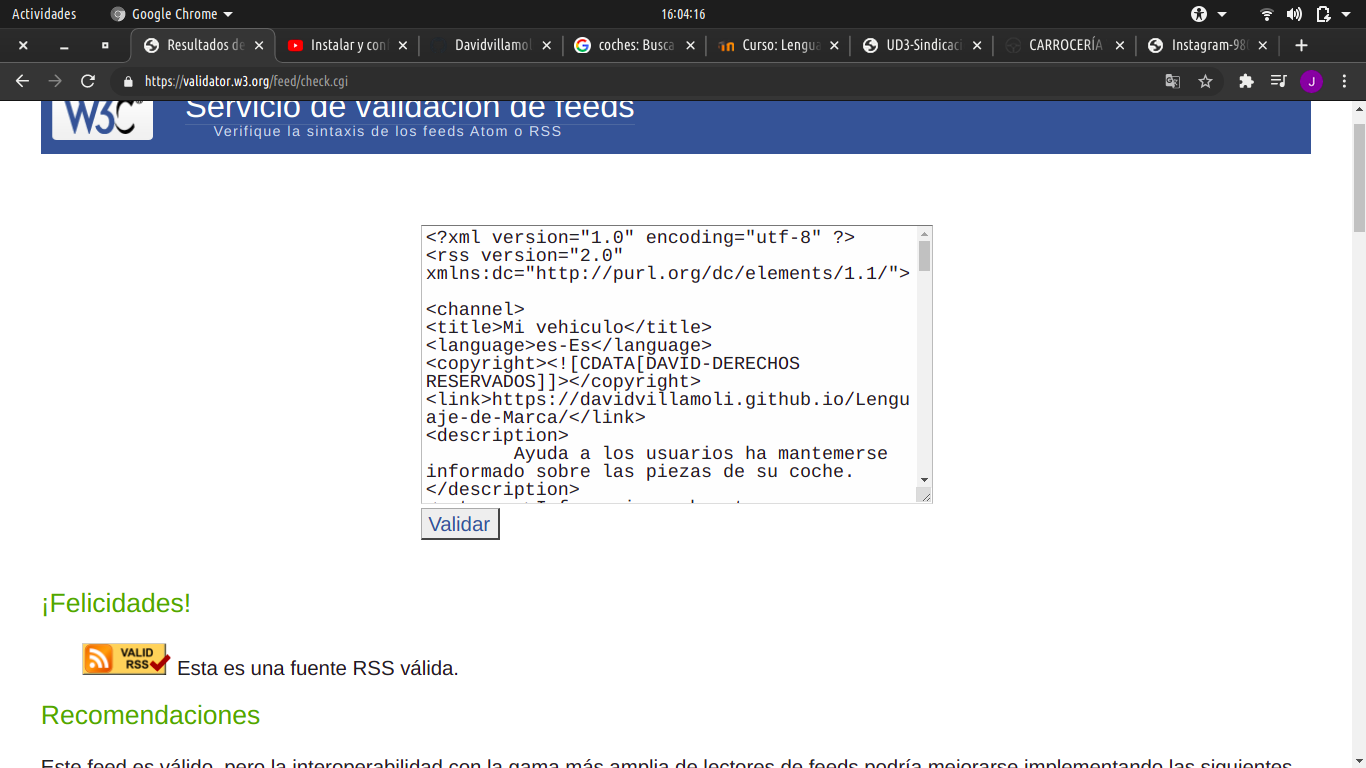 Actividades Google Chrome 16:04:16
Resultados de Instalar y con Davidvillamol coches: Busca Curso: Lengua UD3-Sindicaci CARROCERÍA Instagram-980
https://validator.w3.org/feed/check.cgi J
W3C Servicio de validación de feeds
Verifique la sintaxis de los feeds Atom o RSS
<?xml version="1.0" encoding="utf-8" ?>
<rss version="2.0"
xmlns:dc="http://purl.org/dc/elements/1.1/">
<channel>
<title>Mi vehiculo</title>
<language>es-Es</language>
<copyright><![CDATA[DAVID-DERECHOS
RESERVADOS]]></copyright>
<link>https://davidvillamoli.github.io/Lengu
aje-de-Marca/</link>
<description>
Ayuda a los usuarios ha mantemerse
informado sobre las piezas de su coche.
</description>
Validar
¡Felicidades!
VALID
RSS Esta es una fuente RSS válida.
Recomendaciones
Este feed es válido, pero la interoperabilidad con la gama más amplia de lectores de feeds podría mejorarse implementando las siguientes